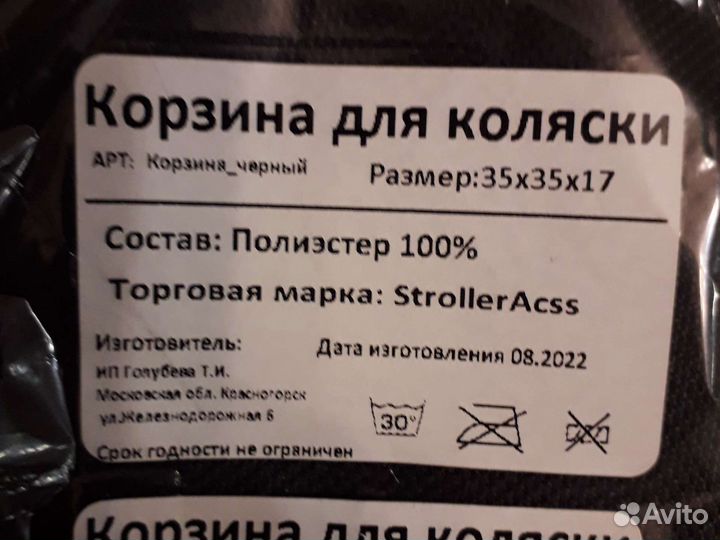 Корзина для коляски
АРТ: Корзиня_черный Размер:35х35х17
Состав: Полиэстер 100%
Торговая марка: StrollerAcss
Изготовитель: Дата изготовления 08.2022
ИП Голубева Т.И.
Московская обл. Красногорск
ул.Железнодорожная 6
30°
Срок годности не ограничен
Корзина для коляски
Avito